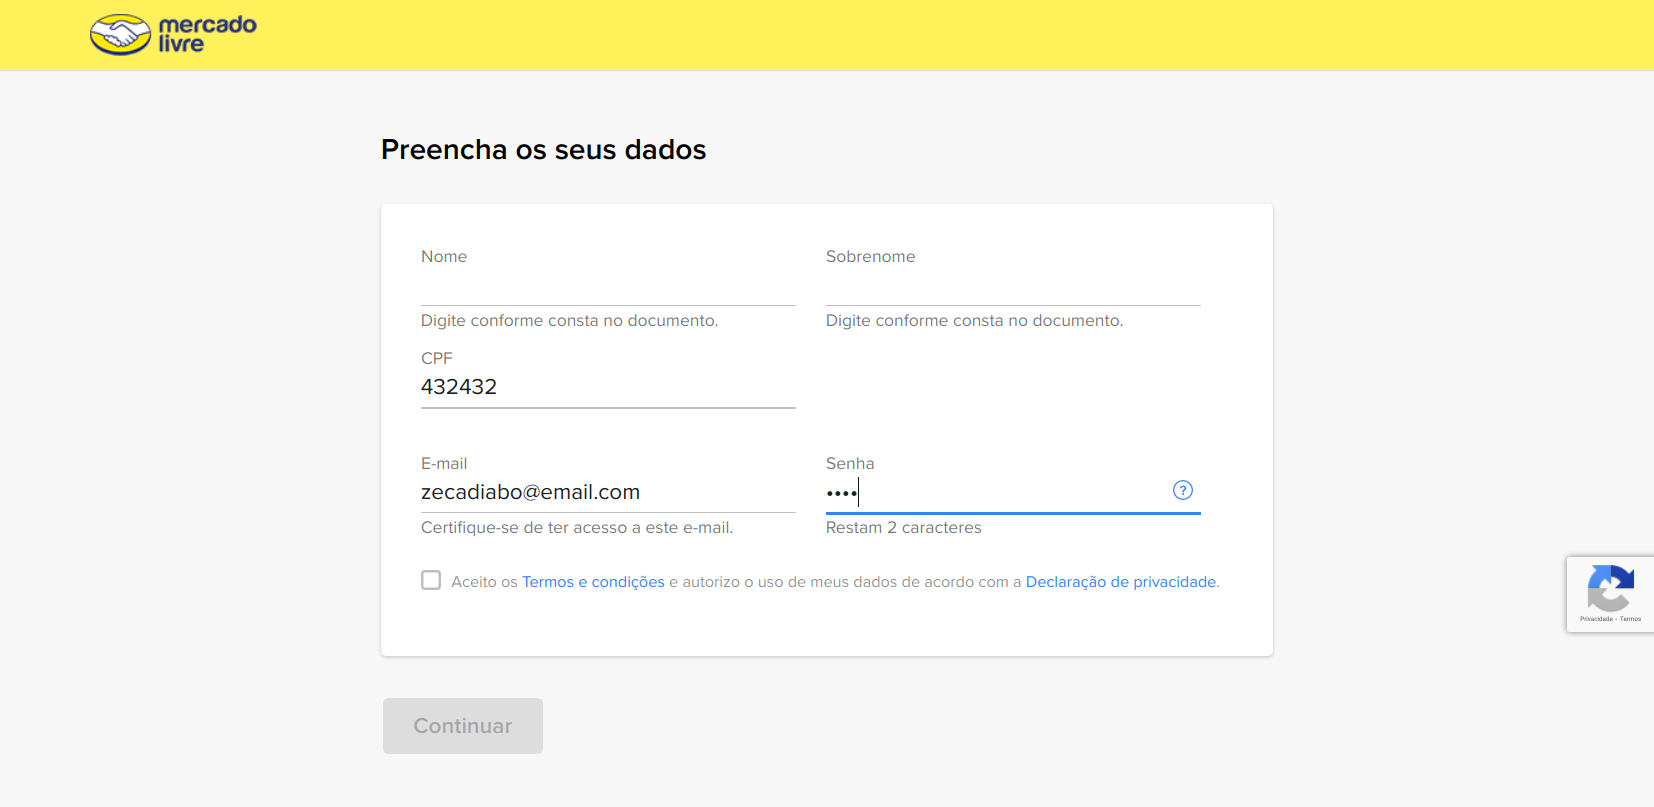 mercado
livre
Preencha os seus dados
Nome
Sobrenome
Digite conforme consta no documento.
Digite conforme consta no documento.
CPF
432432
E-mail
Senha
zecadiabo@email.com
••••
?
Certifique-se de ter acesso a este e-mail.
Restam 2 caracteres
Aceito os Termos e condições e autorizo o uso de meus dados de acordo com a Declaração de privacidade.
Privacidade - Termos
Continuar